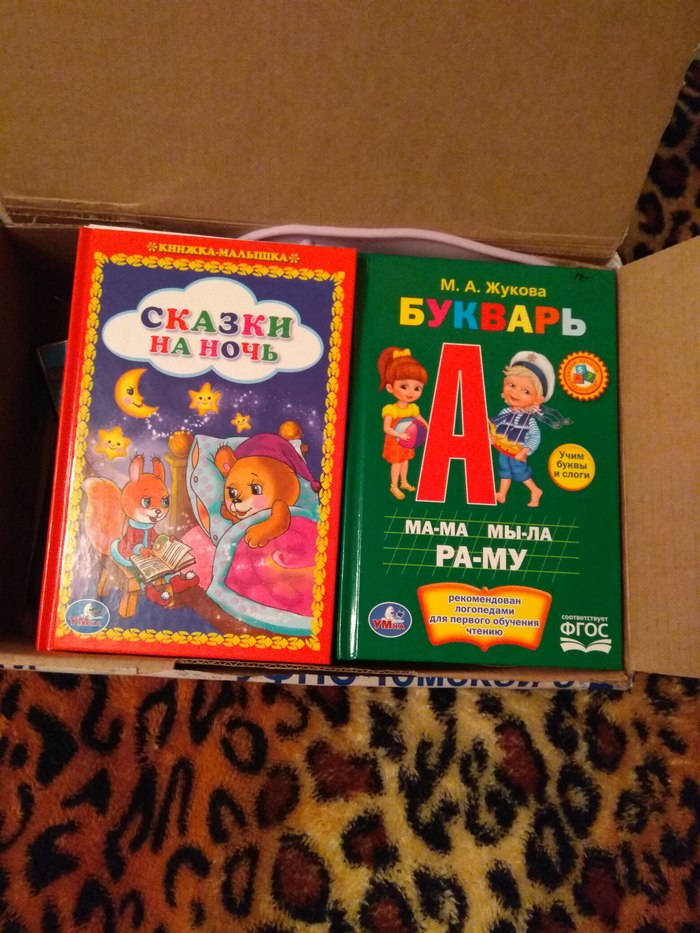 КНИЖКА-МАЛЫШКА
СКАЗКИ
НА НОЧЬ
УМка
М. А. Жукова
БУКВАРЬ
А
Учим
буквы
и слоги
МА-МА МЫ-ЛА
РА-МУ
рекомендован
логопедами
для первого обучения
чтению
УМка
соответствует
ФГОС